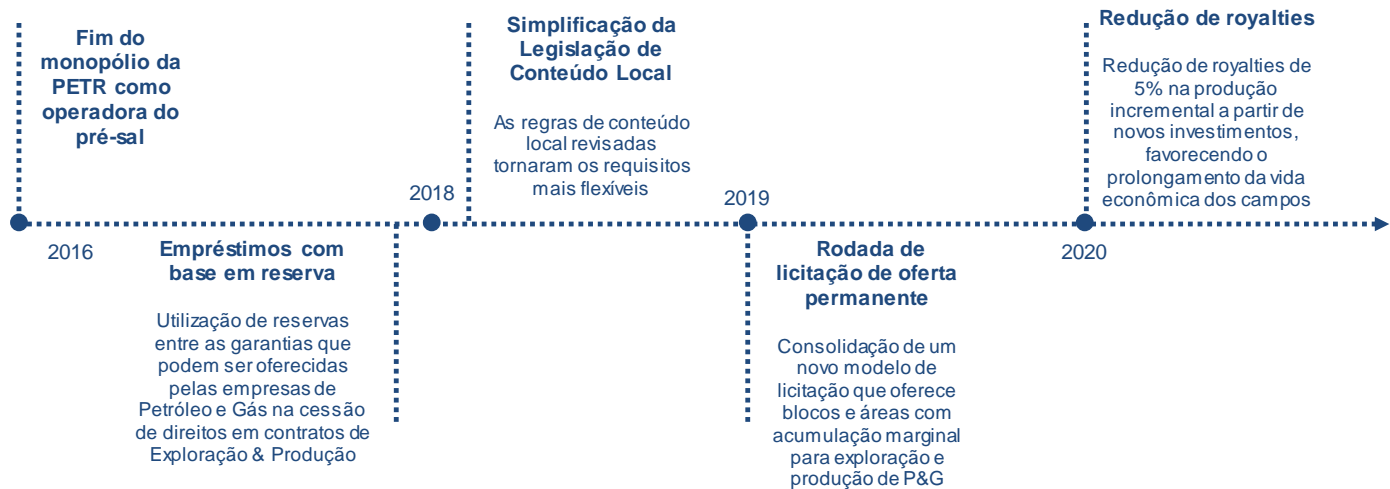 Fim do
monopólio da
PETR como
operadora do
pré-sal
2016
Empréstimos com
base em reserva
Utilização de reservas
entre as garantias que
podem ser oferecidas
pelas empresas de
Petróleo e Gás na cessão
de direitos em contratos de
Exploração & Produção
2018
Simplificação da
Legislação de
Conteúdo Local
As regras de conteúdo
local revisadas
tornaram os requisitos
mais flexíveis
2019
Rodada de
licitação de oferta
permanente
Consolidação de um
novo modelo de
licitação que oferece
blocos e áreas com
acumulação marginal
para exploração e
produção de P&G
Redução de royalties
Redução de royalties de
5% na produção
incremental a partir de
novos investimentos,
favorecendo o
prolongamento da vida
econômica dos campos
2020